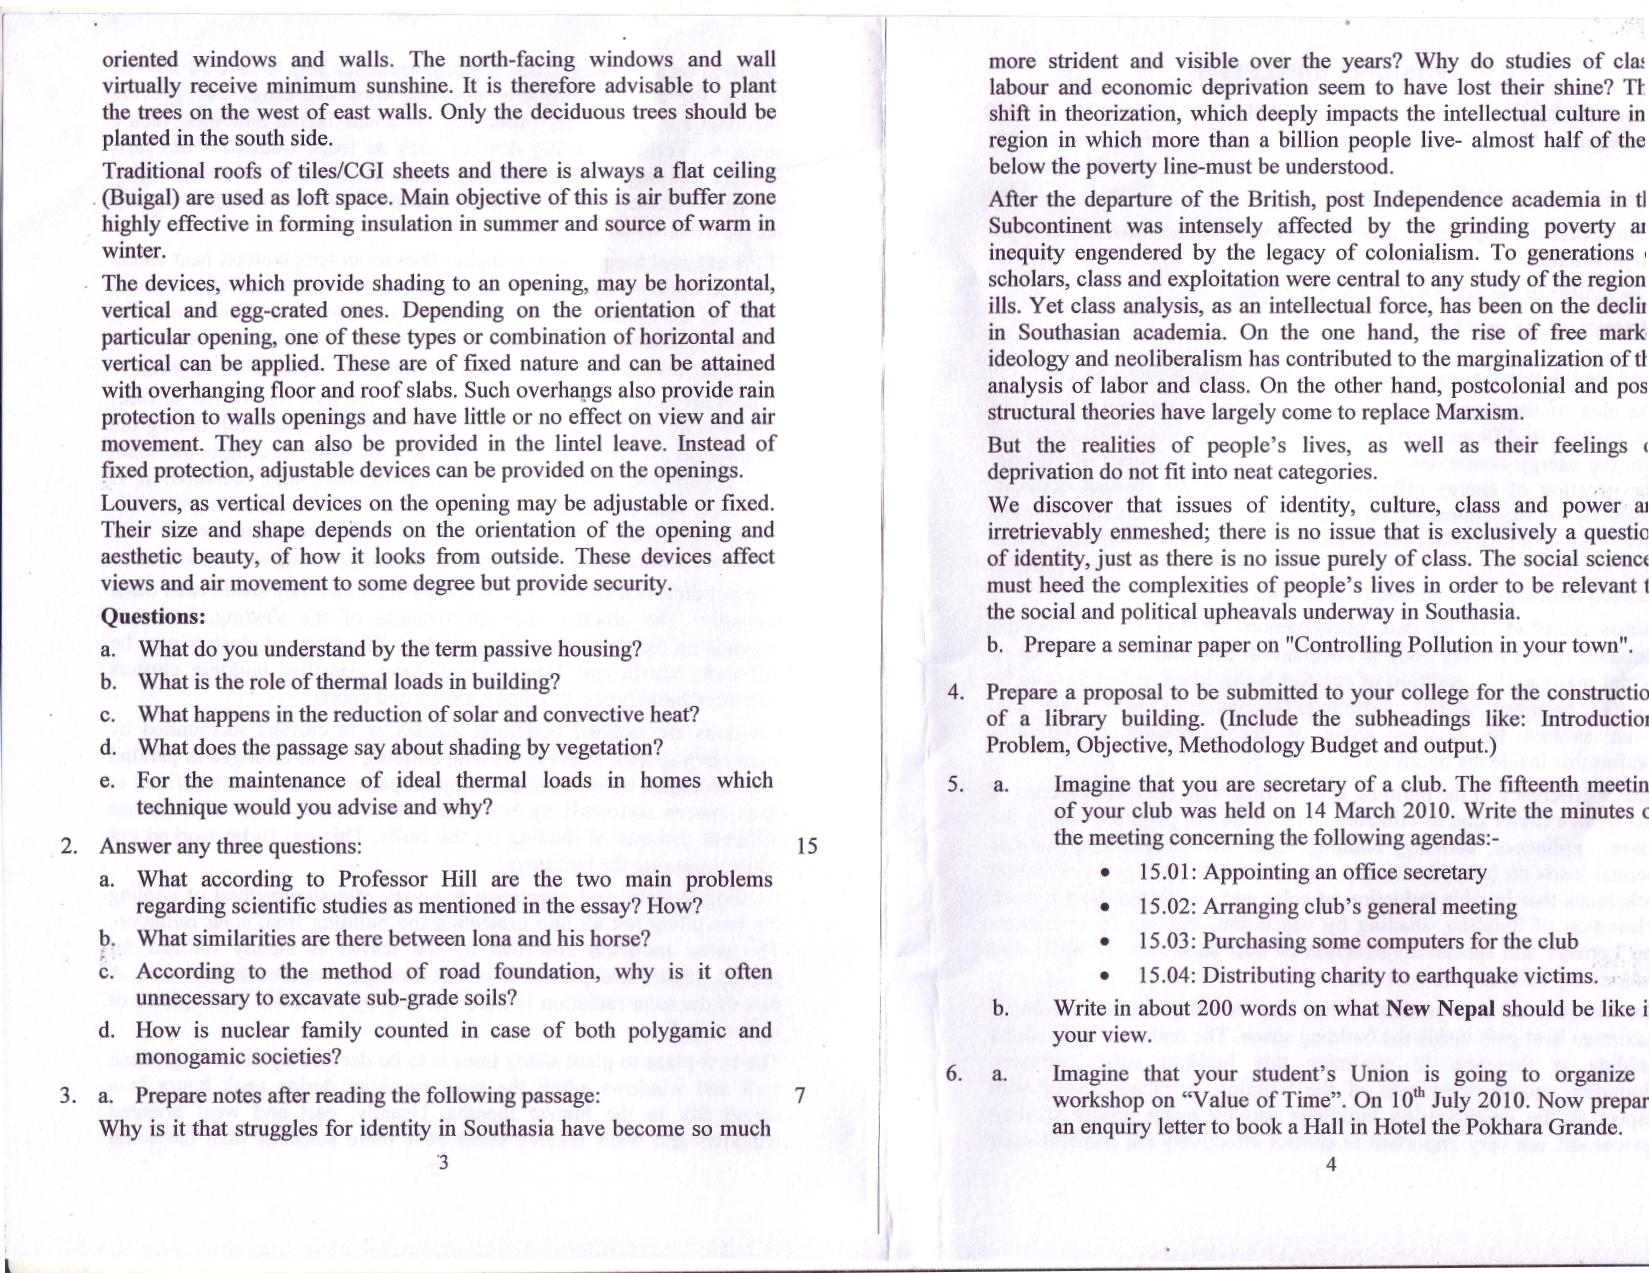 oriented windows and walls. The north-facing windows and wall
virtually receive minimum sunshine. It is therefore advisable to plant
the trees on the west of east walls. Only the deciduous trees should be
planted in the south side.
Traditional roofs of tiles/CGI sheets and there is always a flat ceiling
(Buigal) are used as loft space. Main objective of this is air buffer zone
highly effective in forming insulation in summer and source of warm in
winter.
The devices, which provide shading to an opening, may be horizontal,
vertical and egg-crated ones. Depending on the orientation of that
particular opening, one of these types or combination of horizontal and
vertical can be applied. These are of fixed nature and can be attained
with overhanging floor and roof slabs. Such overhangs also provide rain
protection to walls openings and have little or no effect on view and air
movement. They can also be provided in the lintel leave. Instead of
fixed protection, adjustable devices can be provided on the openings.
Louvers, as vertical devices on the opening may be adjustable or fixed.
Their size and shape depends on the orientation of the opening and
aesthetic beauty, of how it looks from outside. These devices affect
views and air movement to some degree but provide security.
Questions:
a. What do you understand by the term passive housing?
b. What is the role of thermal loads in building?
c. What happens in the reduction of solar and convective heat?
d. What does the passage say about shading by vegetation?
e. For the maintenance of ideal thermal loads in homes which
technique would you advise and why?
2. Answer any three questions: 15
a. What according to Professor Hill are the two main problems
regarding scientific studies as mentioned in the essay? How?
b. What similarities are there between Iona and his horse?
c. According to the method of road foundation, why is it often
unnecessary to excavate sub-grade soils?
d. How is nuclear family counted in case of both polygamic and
monogamic societies?
3. a. Prepare notes after reading the following passage: 7
Why is it that struggles for identity in Southasia have become so much
3
more strident and visible over the years? Why do studies of
labour and economic deprivation seem to have lost their shine?
shift in theorization, which deeply impacts the intellectual culture in
region in which more than a billion people live- almost half of the
below the poverty line-must be understood.
After the departure of the British, post Independence academia in
Subcontinent was intensely affected by the grinding poverty
inequity engendered by the legacy of colonialism. To generations
scholars, class and exploitation were central to any study of the region
ills. Yet class analysis, as an intellectual force, has been on the
in Southasian academia. On the one hand, the rise of free
ideology and neoliberalism has contributed to the marginalization of
analysis of labor and class. On the other hand, postcolonial and
structural theories have largely come to replace Marxism.
But the realities of people's lives, as well as their feelings
deprivation do not fit into neat categories.
We discover that issues of identity, culture, class and power
irretrievably enmeshed; there is no issue that is exclusively a
of identity, just as there is no issue purely of class. The social
must heed the complexities of people's lives in order to be relevant
the social and political upheavals underway in Southasia.
b. Prepare a seminar paper on "Controlling Pollution in your town".
4. Prepare a proposal to be submitted to your college for the
of a library building. (Include the subheadings like: Introduction
Problem, Objective, Methodology Budget and output.)
5. a. Imagine that you are secretary of a club. The fifteenth
of your club was held on 14 March 2010. Write the minutes
the meeting concerning the following agendas:-
• 15.01: Appointing an office secretary
• 15.02: Arranging club's general meeting
• 15.03: Purchasing some computers for the club
• 15.04: Distributing charity to earthquake victims.
b. Write in about 200 words on what New Nepal should be like
your view.
6. a. Imagine that your student's Union is going to organize
workshop on “Value of Time”. On 10th July 2010. Now
an enquiry letter to book a Hall in Hotel the Pokhara Grande.
4